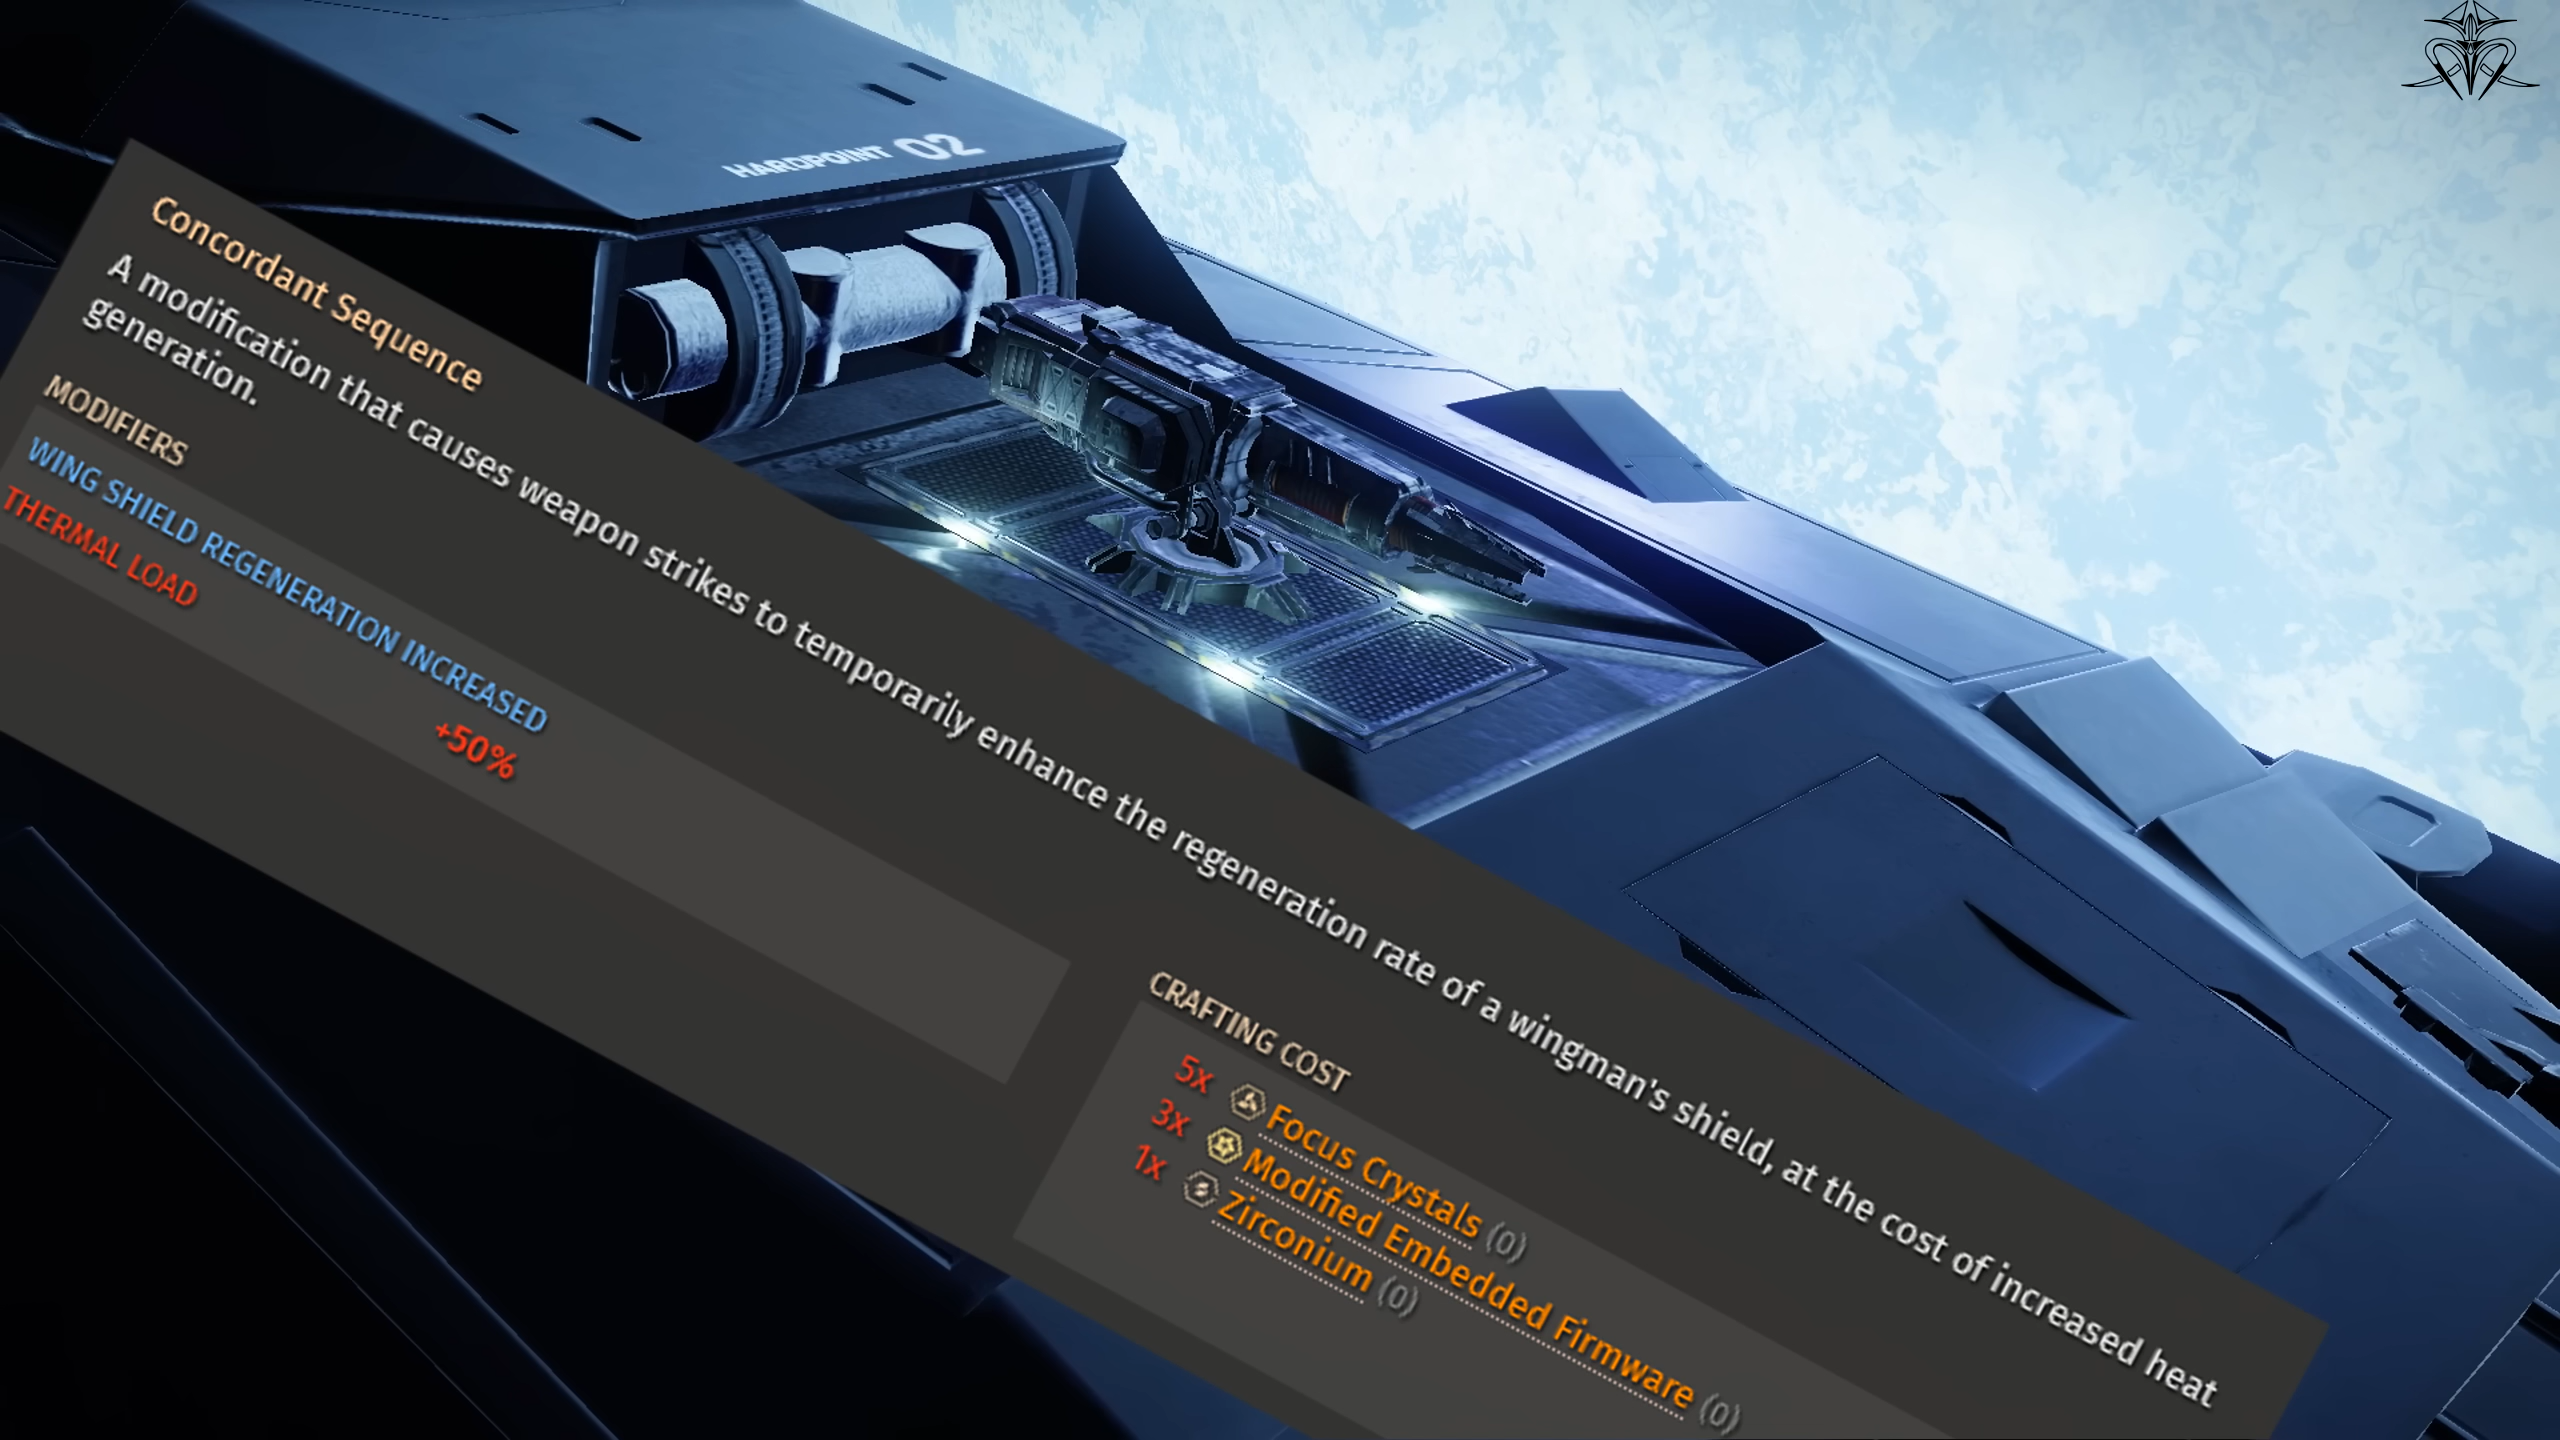 HARDPOINT 02
Concordant Sequence
A modification that causes weapon strikes to temporarily enhance the regeneration rate of a wingman's shield, at the cost of increased heat
generation.
MODIFIERS
WING SHIELD REGENERATION INCREASED
THERMAL LOAD +50%
CRAFTING COST
5x Focus Crystals (0)
3x Modified Embedded Firmware (0)
1x Zirconium (0)